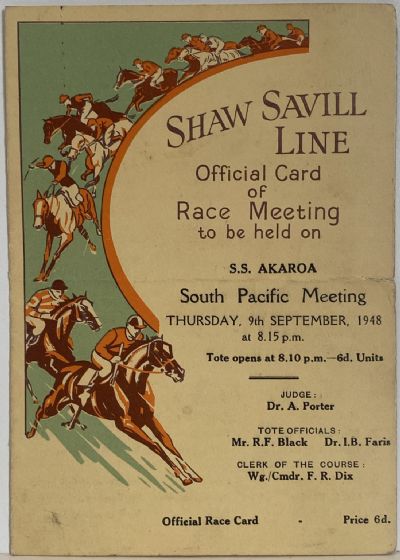 SHAW SAVILL
LINE
Official Card
of
Race Meeting
to be held on
S.S. AKAROA
South Pacific Meeting
THURSDAY, 9th SEPTEMBER, 1948
at 8.15 p.m.
Tote opens at 8.10 p.m.—6d. Units
JUDGE:
Dr. A. Porter
TOTE OFFICIALS:
Mr. R.F. Black Dr. I.B. Faris
CLERK OF THE COURSE:
Wg./Cmdr. F. R. Dix
Official Race Card - Price 6d.